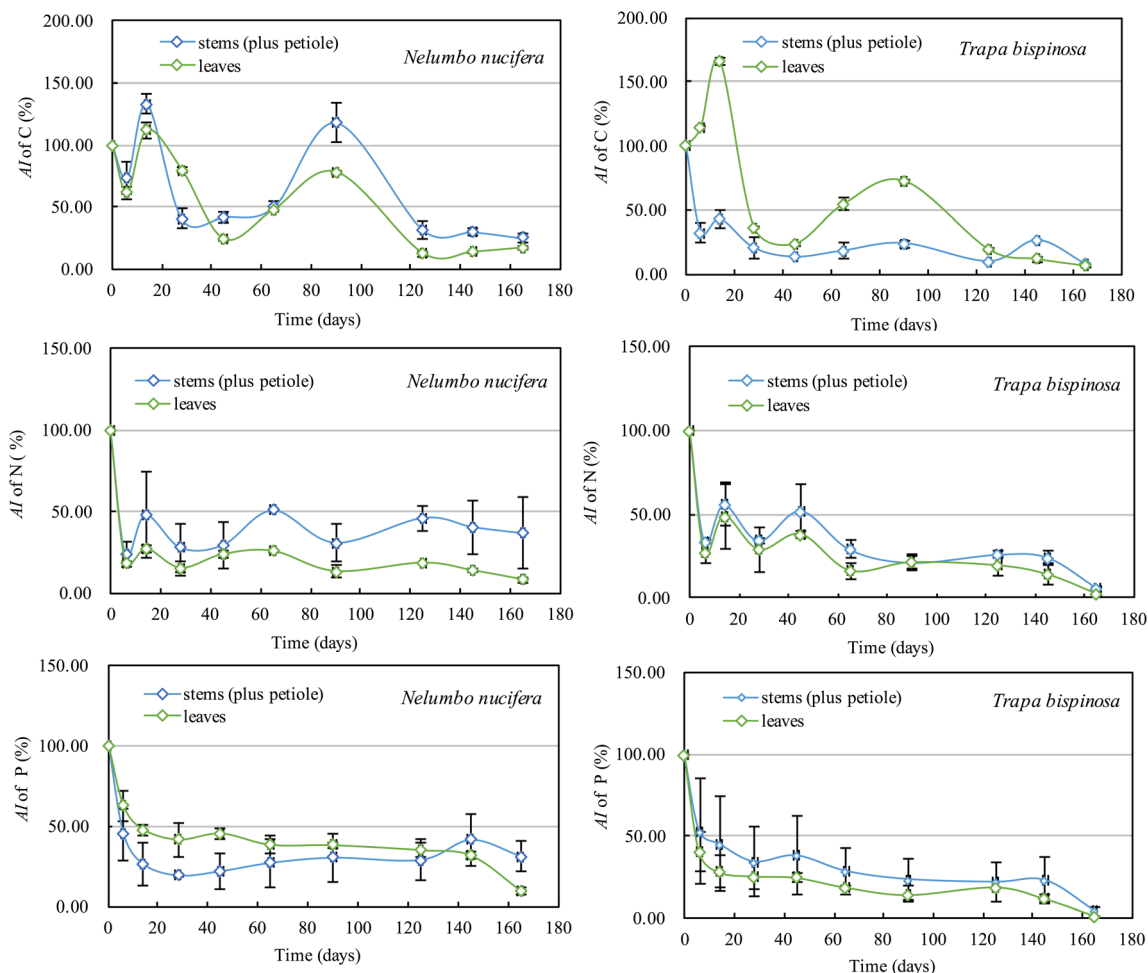 200.00
150.00
100.00
50.00
0.00
AI of C (%)
stems (plus petiole)
leaves
Nelumbo nucifera
0 20 40 60 80 100 120 140 160 180
Time (days)
200.00
150.00
100.00
50.00
0.00
AI of C (%)
stems (plus petiole)
leaves
Trapa bispinosa
0 20 40 60 80 100 120 140 160 180
Time (days)
150.00
100.00
50.00
0.00
AI of N ( %)
stems (plus petiole)
leaves
Nelumbo nucifera
0 20 40 60 80 100 120 140 160 180
Time (days)
150.00
100.00
50.00
0.00
AI of N (%)
stems (plus petiole)
leaves
Trapa bispinosa
0 20 40 60 80 100 120 140 160 180
Time (days)
150.00
100.00
50.00
0.00
AI of P (%)
stems (plus petiole)
leaves
Nelumbo nucifera
0 20 40 60 80 100 120 140 160 180
Time (days)
150.00
100.00
50.00
0.00
AI of P (%)
stems (plus petiole)
leaves
Trapa bispinosa
0 20 40 60 80 100 120 140 160 180
Time (days)